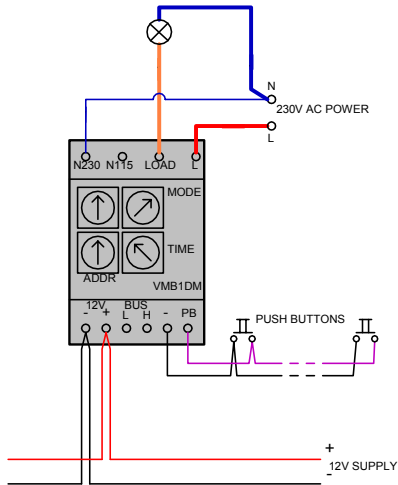 N
230V AC POWER
L
N230 N115 LOAD L
MODE
TIME
ADDR
VMB1DM
12V BUS
- + L H - PB
PUSH BUTTONS
+
12V SUPPLY
-